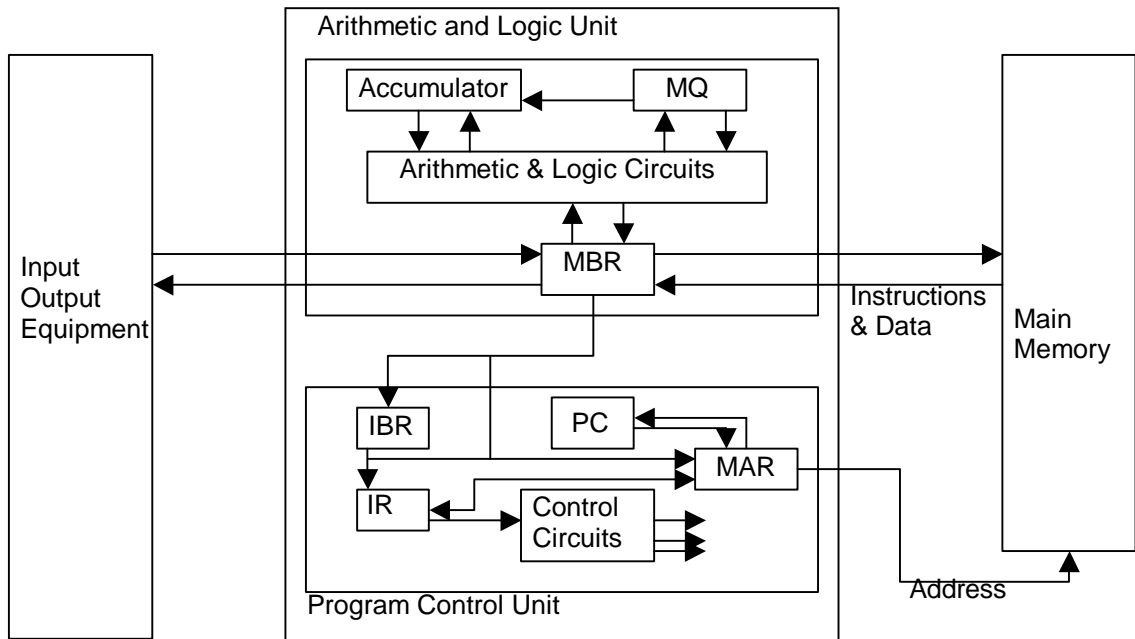 Arithmetic and Logic Unit
Accumulator
MQ
Arithmetic & Logic Circuits
MBR
Input
Output
Equipment
Instructions
& Data
Main
Memory
IBR
PC
MAR
IR
Control
Circuits
Address
Program Control Unit